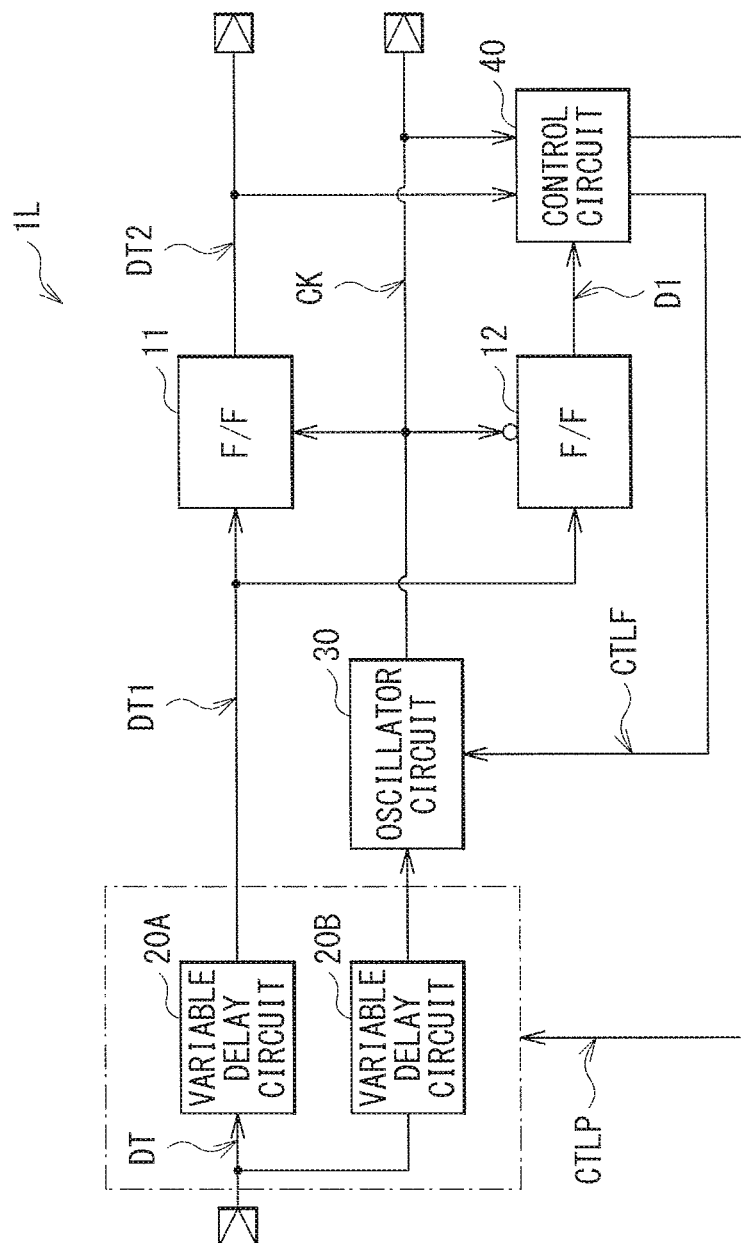 1L
DT
VARIABLE
DELAY
CIRCUIT
20A
DT1
F/F
11
DT2
VARIABLE
DELAY
CIRCUIT
20B
OSCILLATOR
CIRCUIT
30
CK
F/F
12
D1
CONTROL
CIRCUIT
40
CTLF
CTLP